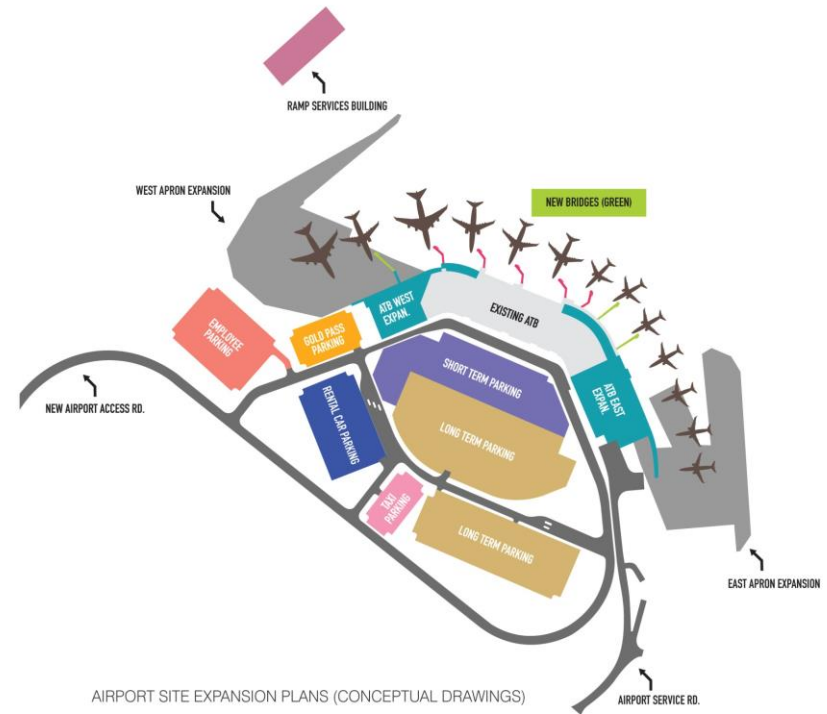 RAMP SERVICES BUILDING
WEST APRON EXPANSION
NEW BRIDGES (GREEN)
ATB WEST
EXPAN.
EXISTING ATB
EMPLOYEE
PARKING
GOLD PASS
PARKING
SHORT TERM PARKING
ATB EAST
EXPAN.
NEW AIRPORT ACCESS RD.
RENTAL CAR PARKING
LONG TERM PARKING
TAXI
PARKING
LONG TERM PARKING
EAST APRON EXPANSION
AIRPORT SITE EXPANSION PLANS (CONCEPTUAL DRAWINGS)
AIRPORT SERVICE RD.